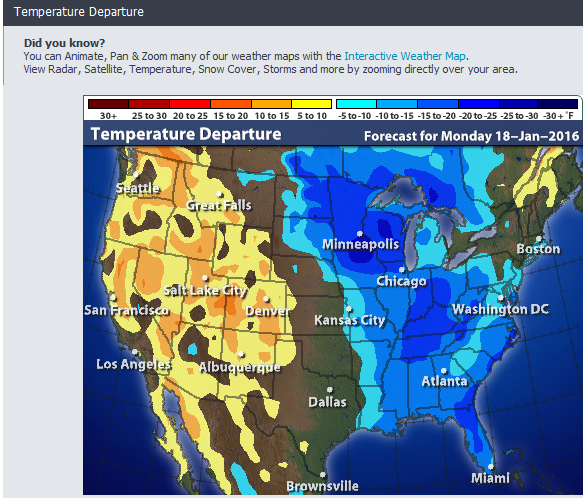 Temperature Departure
Did you know?
You can Animate, Pan & Zoom many of our weather maps with the Interactive Weather Map.
View Radar, Satellite, Temperature, Snow Cover, Storms and more by zooming directly over your area.
30+ 25 to 30 20 to 25 15 to 20 10 to 15 5 to 10 -5 to -10 -10 to -15 -15 to -20 -20 to -25 -25 to -30 -30+ °F
Temperature Departure Forecast for Monday 18-Jan-2016
Seattle
Great Falls
Minneapolis
Boston
Chicago
Salt Lake City
San Francisco
Denver
Kansas City
Washington DC
Los Angeles
Albuquerque
Atlanta
Dallas
Miami
Brownsville